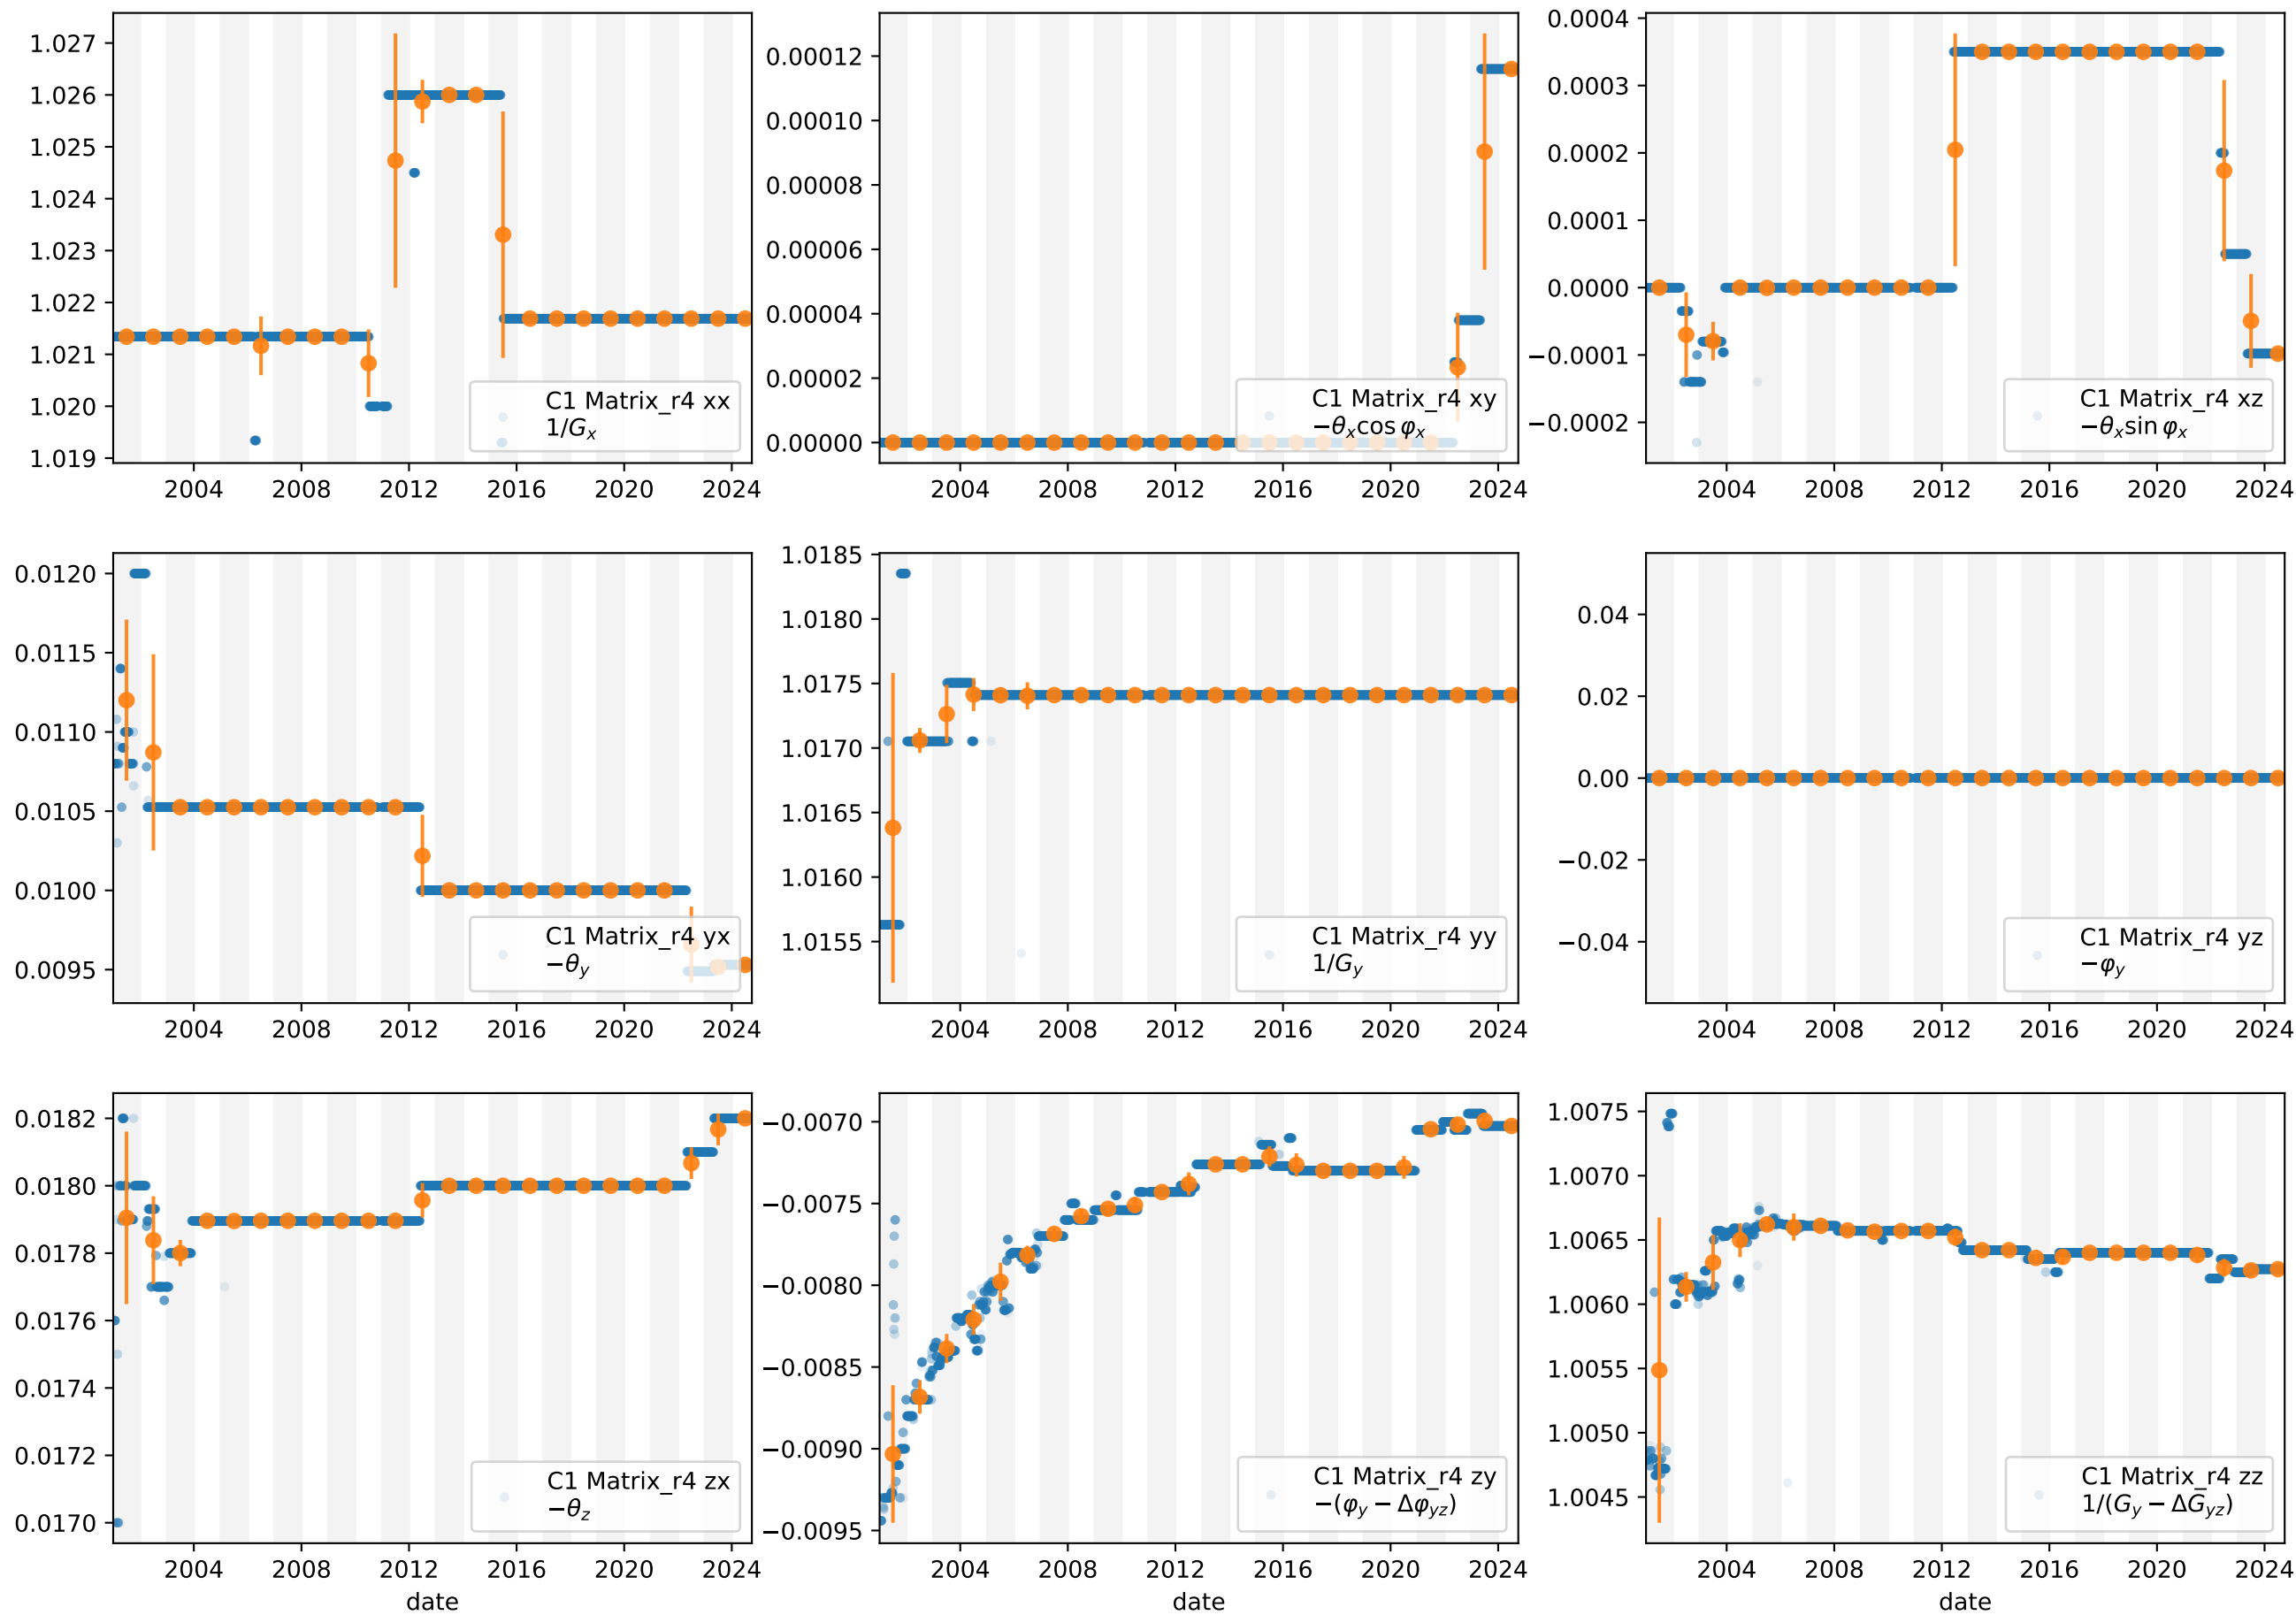 1.027
1.026
1.025
1.024
1.023
1.022
1.021
1.020
1.019
2004 2008 2012 2016 2020 2024
C1 Matrix_r4 xx
1/Gₓ
0.00012
0.00010
0.00008
0.00006
0.00004
0.00002
0.00000
2004 2008 2012 2016 2020 2024
C1 Matrix_r4 xy
−θₓcos φₓ
0.0004
0.0003
0.0002
0.0001
0.0000
−0.0001
−0.0002
2004 2008 2012 2016 2020 2024
C1 Matrix_r4 xz
−θₓsin φₓ
0.0120
0.0115
0.0110
0.0105
0.0100
0.0095
2004 2008 2012 2016 2020 2024
C1 Matrix_r4 yx
−θ_y
1.0185
1.0180
1.0175
1.0170
1.0165
1.0160
1.0155
2004 2008 2012 2016 2020 2024
C1 Matrix_r4 yy
1/G_y
0.04
0.02
0.00
−0.02
−0.04
2004 2008 2012 2016 2020 2024
C1 Matrix_r4 yz
−φ_y
0.0182
0.0180
0.0178
0.0176
0.0174
0.0172
0.0170
2004 2008 2012 2016 2020 2024
date
C1 Matrix_r4 zx
−θ_z
−0.0070
−0.0075
−0.0080
−0.0085
−0.0090
−0.0095
2004 2008 2012 2016 2020 2024
date
C1 Matrix_r4 zy
−(φ_y − Δφ_yz)
1.0075
1.0070
1.0065
1.0060
1.0055
1.0050
1.0045
2004 2008 2012 2016 2020 2024
date
C1 Matrix_r4 zz
1/(G_y − ΔG_yz)